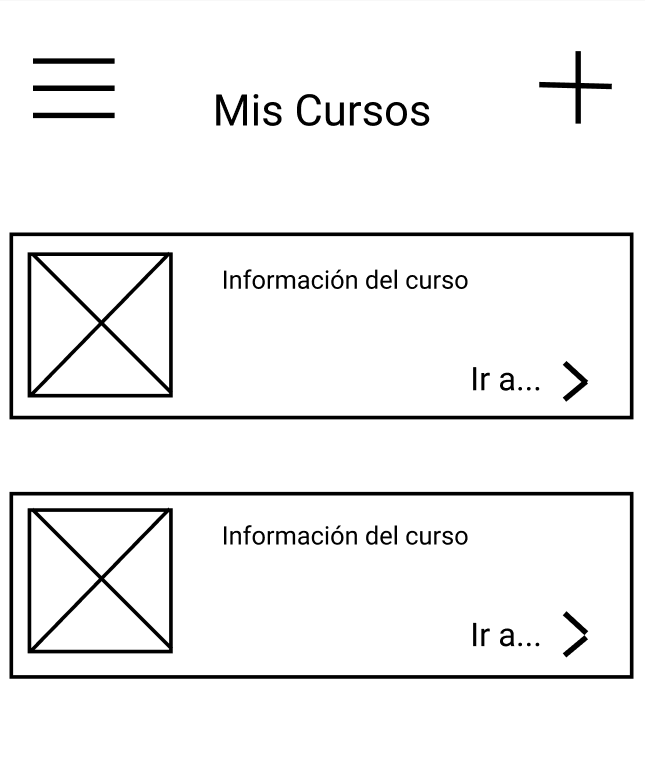 Mis Cursos
Información del curso
Ir a...
Información del curso
Ir a...